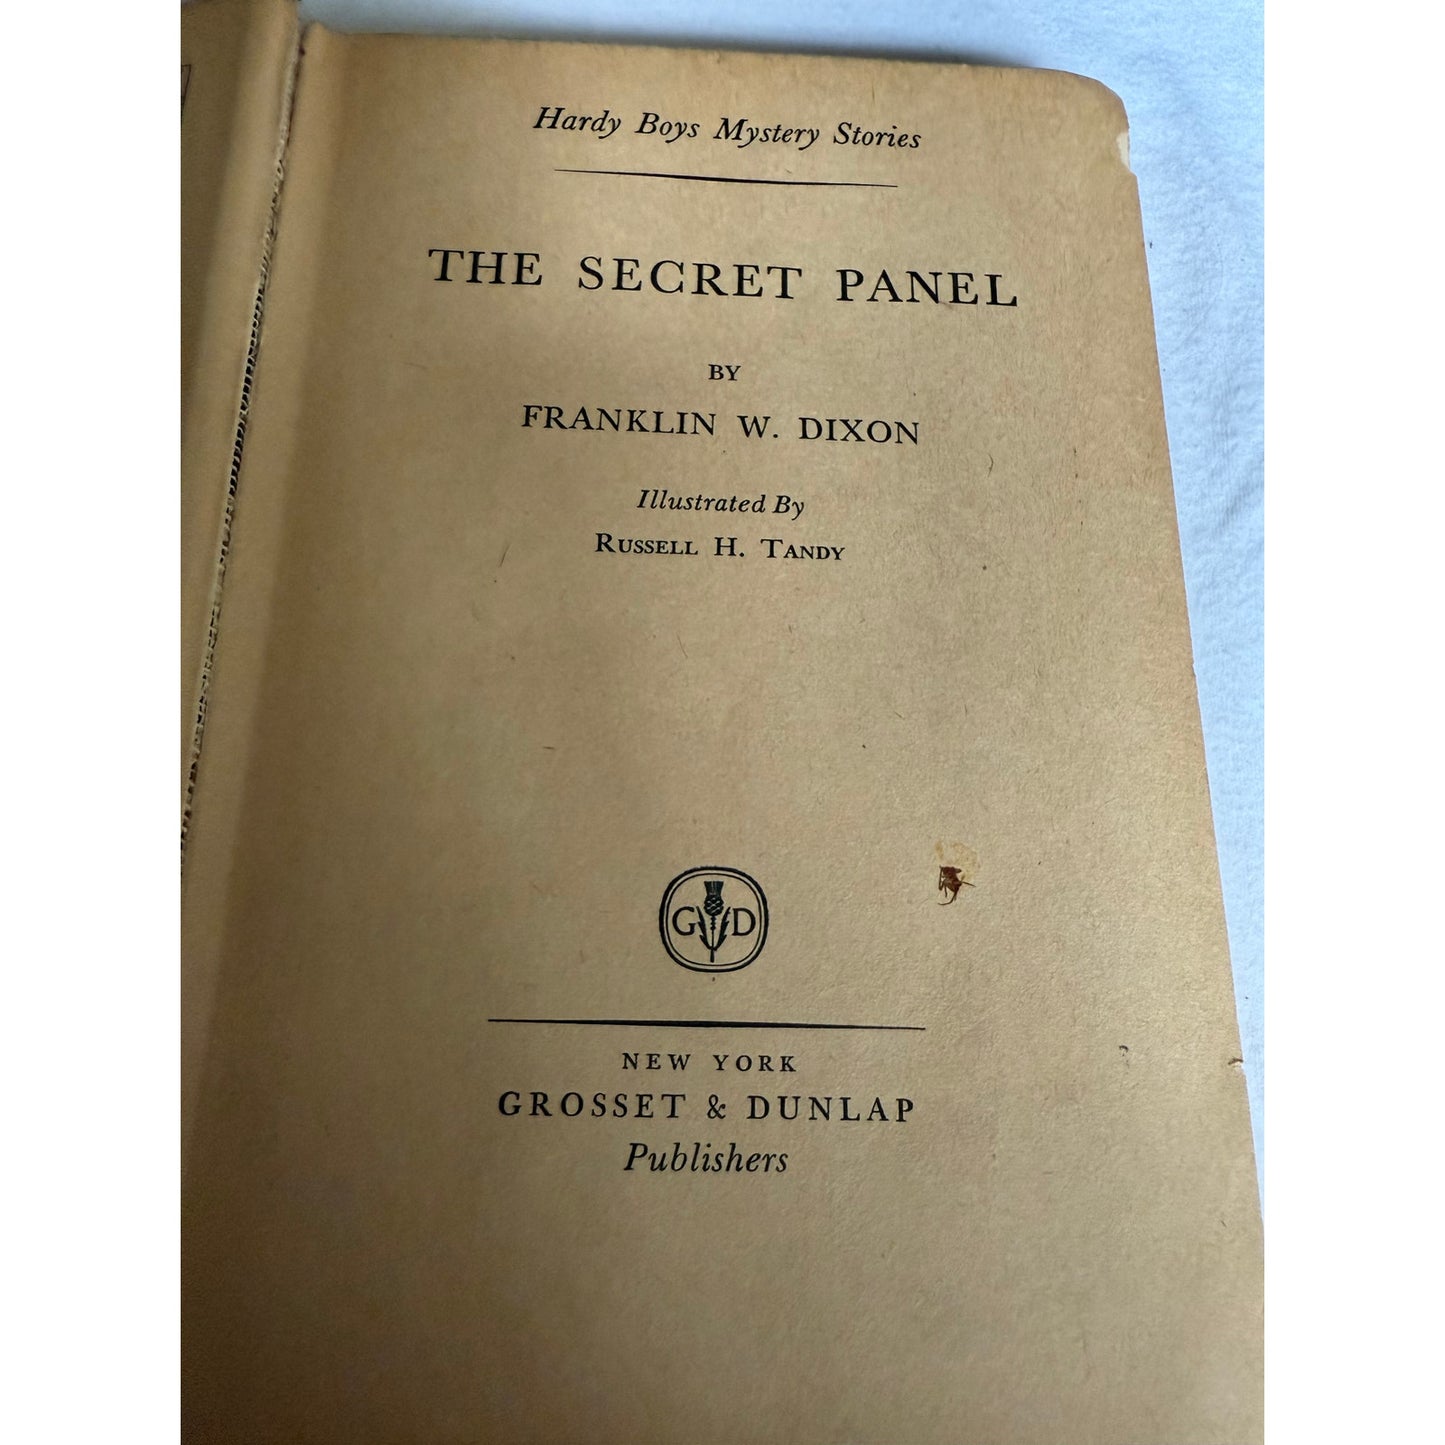 Hardy Boys Mystery Stories
THE SECRET PANEL
BY
FRANKLIN W. DIXON
Illustrated By
RUSSELL H. TANDY
G D
NEW YORK
GROSSET & DUNLAP
Publishers